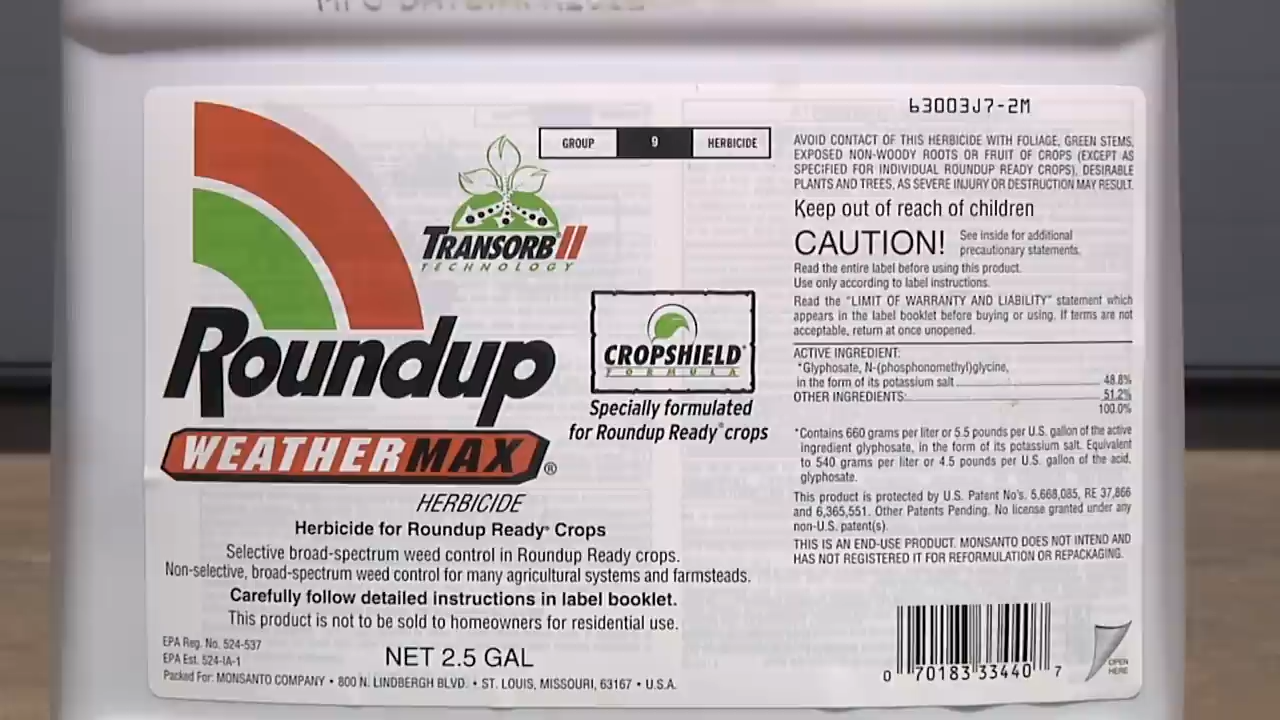 63003J7-2M
GROUP 9 HERBICIDE
TRANSORB® II
TECHNOLOGY
Roundup
WEATHERMAX®
CROPSHIELD®
FORMULA
Specially formulated
for Roundup Ready® crops
HERBICIDE
Herbicide for Roundup Ready® Crops
Selective broad-spectrum weed control in Roundup Ready crops.
Non-selective, broad-spectrum weed control for many agricultural systems and farmsteads.
Carefully follow detailed instructions in label booklet.
This product is not to be sold to homeowners for residential use.
EPA Reg. No. 524-537
EPA Est. 524-IA-1
NET 2.5 GAL
Packed For: MONSANTO COMPANY • 800 N. LINDBERGH BLVD. • ST. LOUIS, MISSOURI, 63167 • U.S.A.
AVOID CONTACT OF THIS HERBICIDE WITH FOLIAGE, GREEN STEMS,
EXPOSED NON-WOODY ROOTS OR FRUIT OF CROPS (EXCEPT AS
SPECIFIED FOR INDIVIDUAL ROUNDUP READY CROPS), DESIRABLE
PLANTS AND TREES, AS SEVERE INJURY OR DESTRUCTION MAY RESULT.
Keep out of reach of children
CAUTION! See inside for additional
precautionary statements.
Read the entire label before using this product.
Use only according to label instructions.
Read the "LIMIT OF WARRANTY AND LIABILITY" statement which
appears in the label booklet before buying or using. If terms are not
acceptable, return at once unopened.
ACTIVE INGREDIENT:
*Glyphosate, N-(phosphonomethyl)glycine,
in the form of its potassium salt 48.8%
OTHER INGREDIENTS: 51.2%
100.0%
*Contains 660 grams per liter or 5.5 pounds per U.S. gallon of the active
ingredient glyphosate, in the form of its potassium salt. Equivalent
to 540 grams per liter or 4.5 pounds per U.S. gallon of the acid,
glyphosate.
This product is protected by U.S. Patent No's. 5,668,085, RE 37,866
and 6,365,551. Other Patents Pending. No license granted under any
non-U.S. patent(s).
THIS IS AN END-USE PRODUCT. MONSANTO DOES NOT INTEND AND
HAS NOT REGISTERED IT FOR REFORMULATION OR REPACKAGING.
0 70183 33440 7
OPEN
HERE